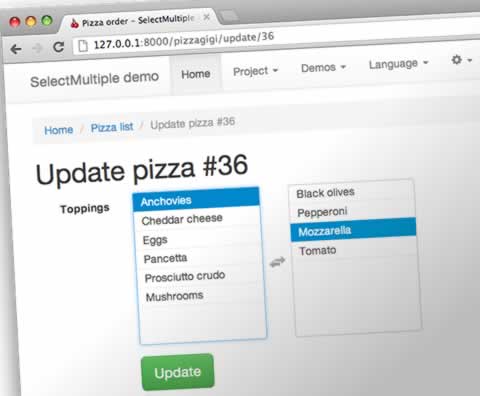 Pizza order – SelectMultiple d
127.0.0.1:8000/pizzagigi/update/36
SelectMultiple demo Home Project Demos Language
Home / Pizza list / Update pizza #36
Update pizza #36
Toppings
Anchovies
Cheddar cheese
Eggs
Pancetta
Prosciutto crudo
Mushrooms
Black olives
Pepperoni
Mozzarella
Tomato
Update